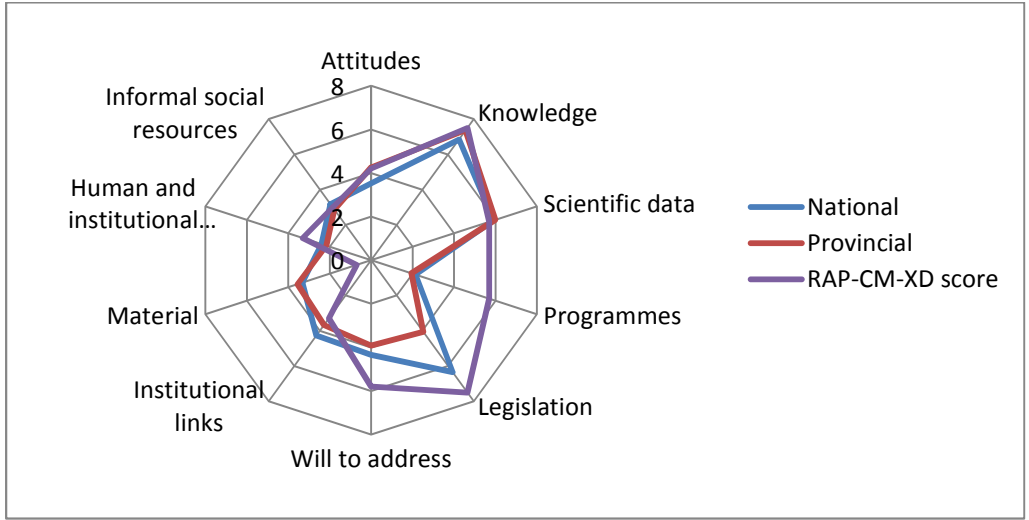 Attitudes
8
6
4
2
0
Knowledge
Scientific data
Programmes
Legislation
Will to address
Institutional
links
Material
Human and
institutional…
Informal social
resources
National
Provincial
RAP-CM-XD score